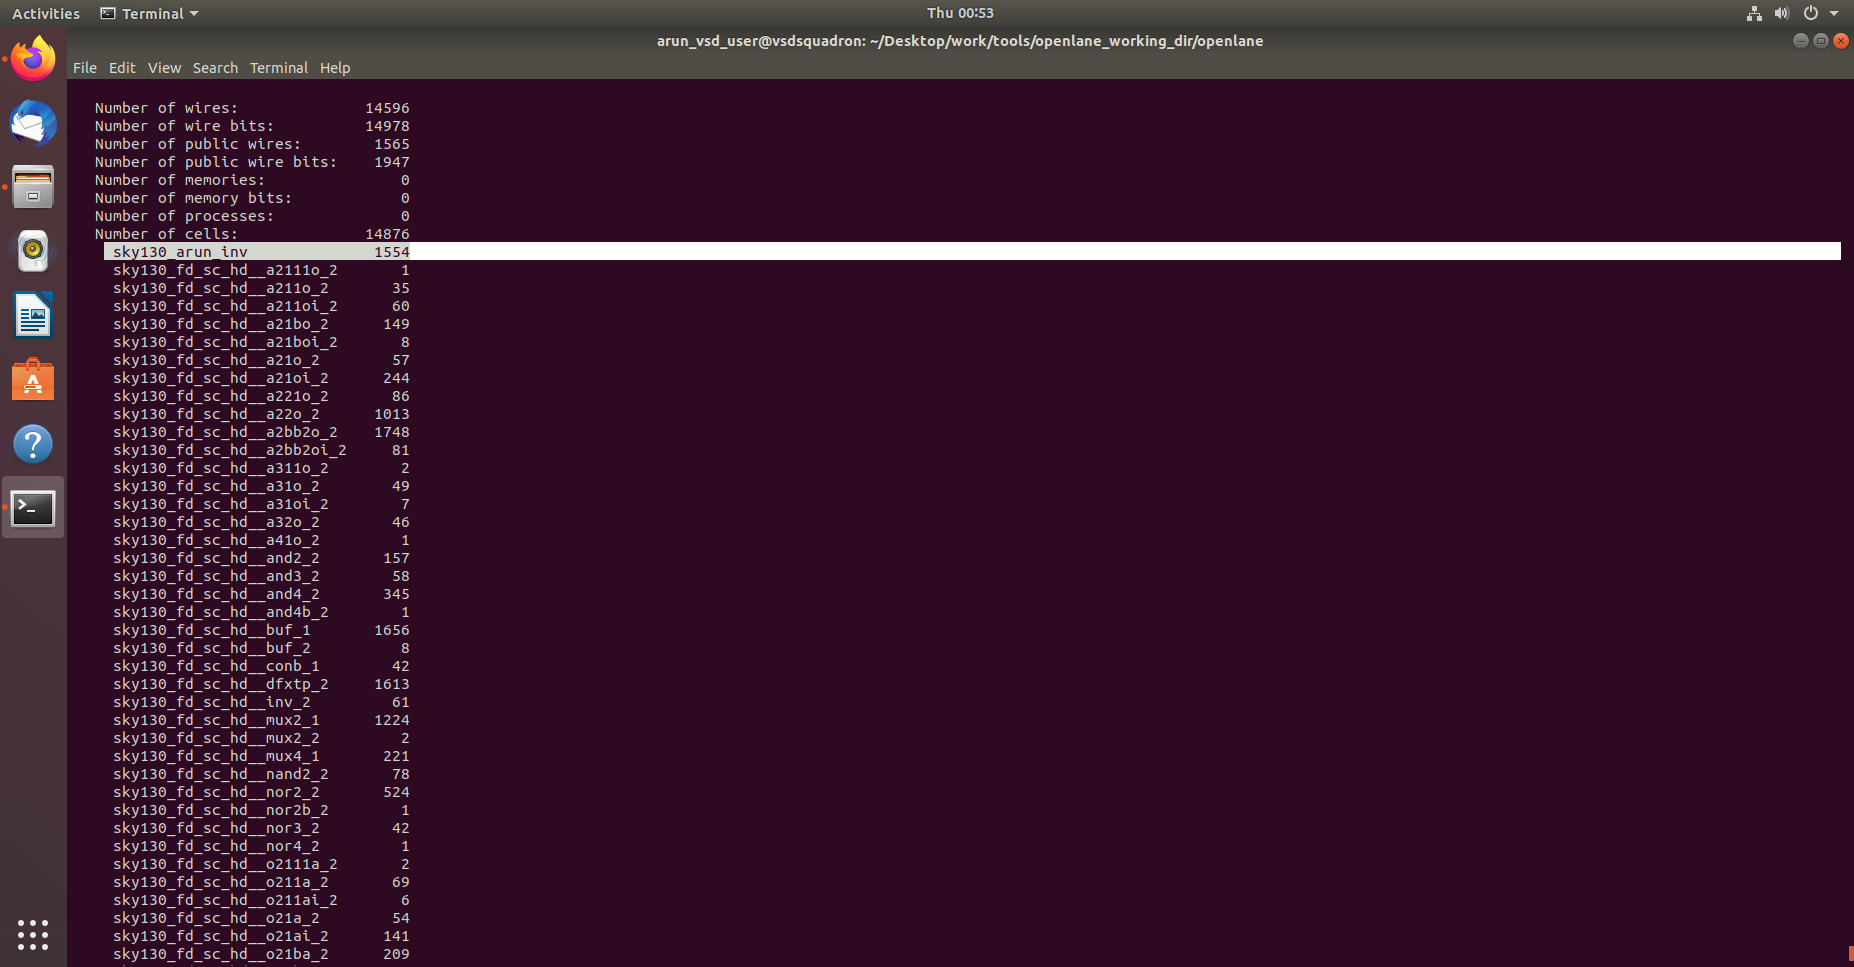 Activities Terminal Thu 00:53
arun_vsd_user@vsdsquadron: ~/Desktop/work/tools/openlane_working_dir/openlane
File Edit View Search Terminal Help
Number of wires: 14596
Number of wire bits: 14978
Number of public wires: 1565
Number of public wire bits: 1947
Number of memories: 0
Number of memory bits: 0
Number of processes: 0
Number of cells: 14876
sky130_arun_inv 1554
sky130_fd_sc_hd__a2111o_2 1
sky130_fd_sc_hd__a211o_2 35
sky130_fd_sc_hd__a211oi_2 60
sky130_fd_sc_hd__a21bo_2 149
sky130_fd_sc_hd__a21boi_2 8
sky130_fd_sc_hd__a21o_2 57
sky130_fd_sc_hd__a21oi_2 244
sky130_fd_sc_hd__a221o_2 86
sky130_fd_sc_hd__a22o_2 1013
sky130_fd_sc_hd__a2bb2o_2 1748
sky130_fd_sc_hd__a2bb2oi_2 81
sky130_fd_sc_hd__a311o_2 2
sky130_fd_sc_hd__a31o_2 49
sky130_fd_sc_hd__a31oi_2 7
sky130_fd_sc_hd__a32o_2 46
sky130_fd_sc_hd__a41o_2 1
sky130_fd_sc_hd__and2_2 157
sky130_fd_sc_hd__and3_2 58
sky130_fd_sc_hd__and4_2 345
sky130_fd_sc_hd__and4b_2 1
sky130_fd_sc_hd__buf_1 1656
sky130_fd_sc_hd__buf_2 8
sky130_fd_sc_hd__conb_1 42
sky130_fd_sc_hd__dfxtp_2 1613
sky130_fd_sc_hd__inv_2 61
sky130_fd_sc_hd__mux2_1 1224
sky130_fd_sc_hd__mux2_2 2
sky130_fd_sc_hd__mux4_1 221
sky130_fd_sc_hd__nand2_2 78
sky130_fd_sc_hd__nor2_2 524
sky130_fd_sc_hd__nor2b_2 1
sky130_fd_sc_hd__nor3_2 42
sky130_fd_sc_hd__nor4_2 1
sky130_fd_sc_hd__o2111a_2 2
sky130_fd_sc_hd__o211a_2 69
sky130_fd_sc_hd__o211ai_2 6
sky130_fd_sc_hd__o21a_2 54
sky130_fd_sc_hd__o21ai_2 141
sky130_fd_sc_hd__o21ba_2 209